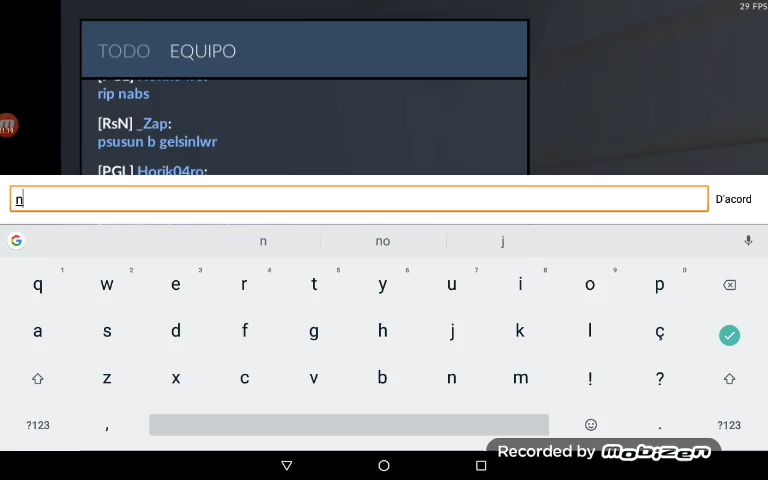 29 FPS
TODO EQUIPO
rip nabs
[RsN] _Zap:
psusun b gelsinlwr
[PGL] Horik04ro:
n
D'acord
n no j
1 2 3 4 5 6 7 8 9 0
q w e r t y u i o p
a s d f g h j k l ç
z x c v b n m ! ?
?123 , . ?123
Recorded by mobizen